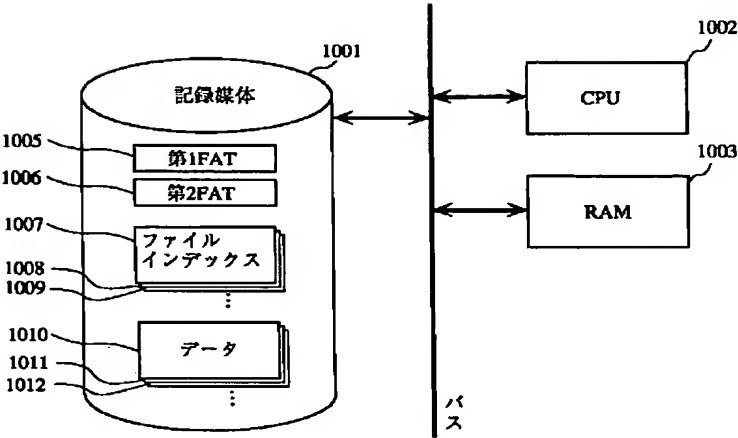 1001
記録媒体
1005
第1FAT
1006
第2FAT
1007
ファイル
インデックス
1008
1009
⋮
1010
データ
1011
1012
⋮
1002
CPU
1003
RAM
バス